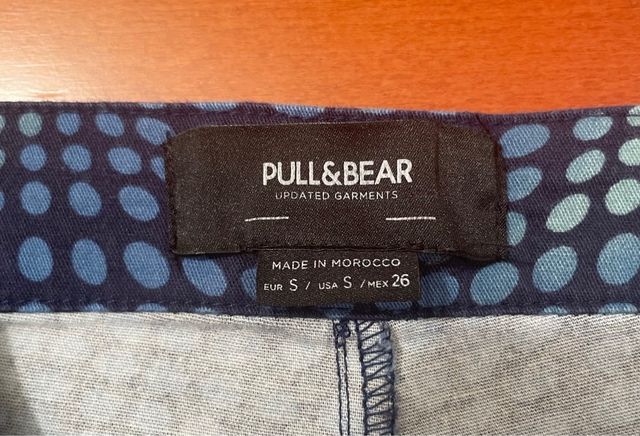 PULL&BEAR
UPDATED GARMENTS
MADE IN MOROCCO
EUR S / USA S / MEX 26